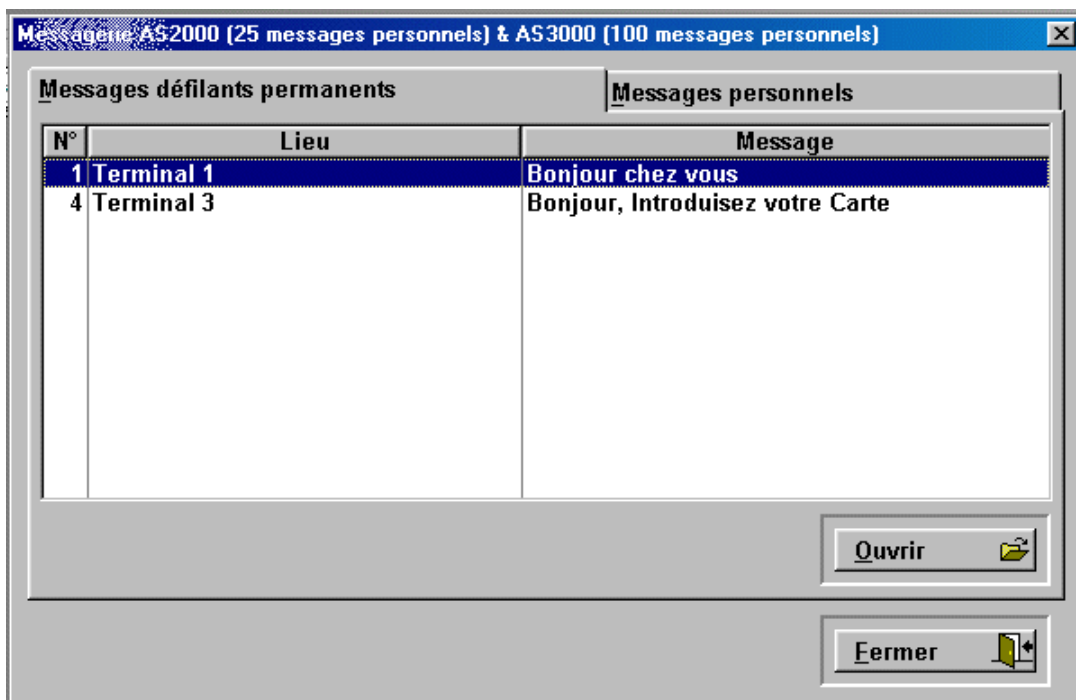 Messagerie AS2000 (25 messages personnels) & AS3000 (100 messages personnels)
Messages défilants permanents Messages personnels
N° Lieu Message
1 Terminal 1 Bonjour chez vous
4 Terminal 3 Bonjour, Introduisez votre Carte
Ouvrir
Fermer